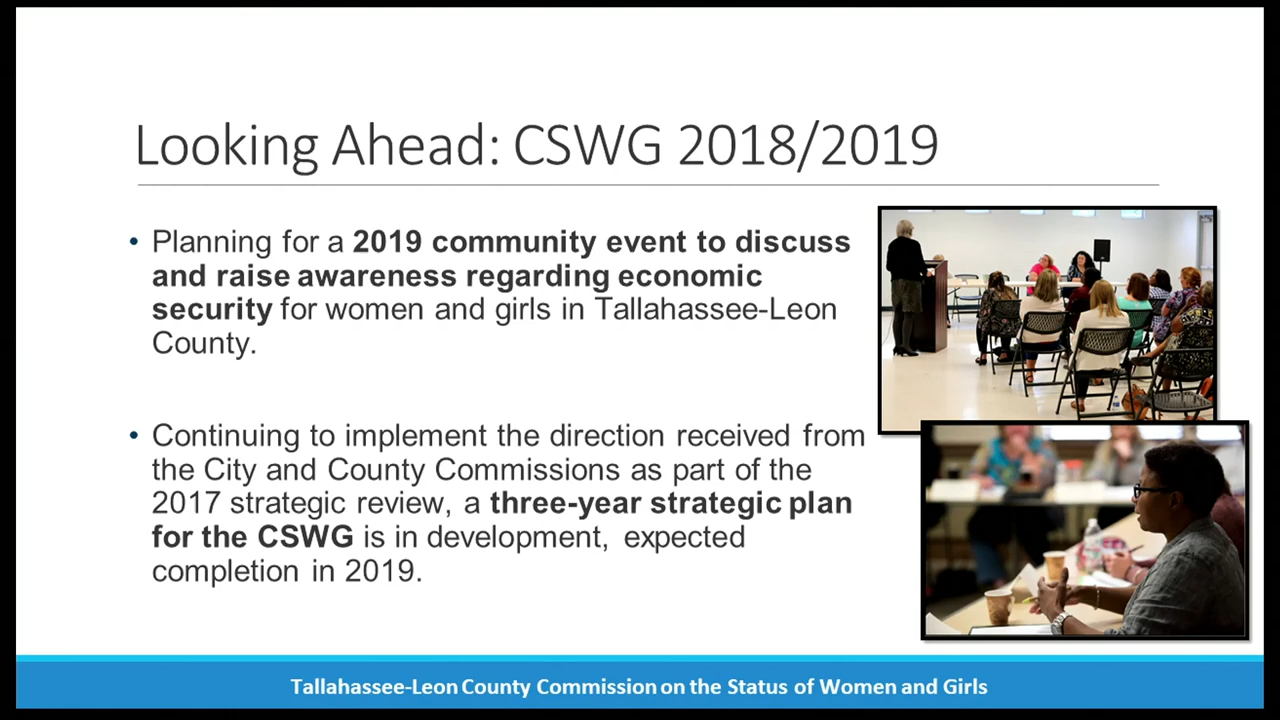 Looking Ahead: CSWG 2018/2019
• Planning for a 2019 community event to discuss
and raise awareness regarding economic
security for women and girls in Tallahassee-Leon
County.
• Continuing to implement the direction received from
the City and County Commissions as part of the
2017 strategic review, a three-year strategic plan
for the CSWG is in development, expected
completion in 2019.
Tallahassee-Leon County Commission on the Status of Women and Girls